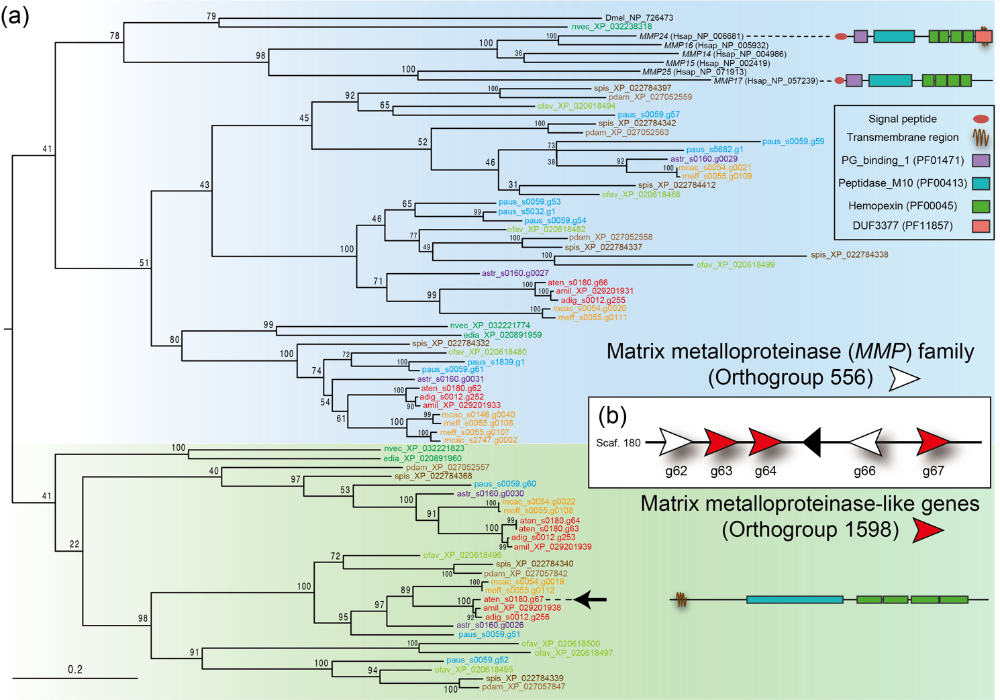 (a)
79
Dmel_NP_726473
nvec_XP_032238318
78
100
100
MMP24 (Hsap_NP_006681)
MMP16 (Hsap_NP_005932)
98
36
MMP14 (Hsap_NP_004986)
MMP15 (Hsap_NP_002419)
100
MMP25 (Hsap_NP_071913)
MMP17 (Hsap_NP_057239)
41
45
92
100
spis_XP_022784397
pdam_XP_027052559
65
ofav_XP_020618494
paus_s0059.g57
52
100
spis_XP_022784342
pdam_XP_027052563
46
73
paus_s0059.g59
38
paus_s5682.g1
92
astr_s0160.g0029
100
mcac_s0054.g0021
meff_s0055.g0109
31
spis_XP_022784412
ofav_XP_020618466
43
65
paus_s0059.g53
46
99
paus_s5032.g1
paus_s0059.g54
77
ofav_XP_020618482
100
49
100
pdam_XP_027052558
spis_XP_022784337
100
spis_XP_022784338
ofav_XP_020618499
51
71
astr_s0160.g0027
99
100
aten_s0180.g66
100
amil_XP_029201931
adig_s0012.g255
100
mcac_s0054.g0020
meff_s0055.g0111
80
99
nvec_XP_032221774
edia_XP_020891959
100
spis_XP_022784332
74
72
ofav_XP_020618480
100
paus_s1839.g1
paus_s0059.g61
54
astr_s0160.g0031
61
100
aten_s0180.g62
90
adig_s0012.g252
amil_XP_029201933
100
99
mcac_s0146.g0040
meff_s0055.g0108
100
meff_s0055.g0107
mcac_s2747.g0002
100
nvec_XP_032221823
edia_XP_020891960
41
40
pdam_XP_027052557
97
spis_XP_022784368
53
paus_s0059.g60
100
astr_s0160.g0030
91
100
mcac_s0054.g0022
meff_s0055.g0108
100
99
aten_s0180.g64
aten_s0180.g63
99
adig_s0012.g253
amil_XP_029201939
22
72
ofav_XP_020618496
100
spis_XP_022784340
pdam_XP_027057842
100
89
100
mcac_s0054.g0019
meff_s0055.g0112
97
100
aten_s0180.g67
92
amil_XP_029201938
adig_s0012.g256
95
astr_s0160.g0026
paus_s0059.g51
98
91
100
ofav_XP_020618500
ofav_XP_020618497
100
paus_s0059.g52
94
ofav_XP_020618495
100
spis_XP_022784339
pdam_XP_027057847
0.2
Signal peptide
Transmembrane region
PG_binding_1 (PF01471)
Peptidase_M10 (PF00413)
Hemopexin (PF00045)
DUF3377 (PF11857)
Matrix metalloproteinase (MMP) family
(Orthogroup 556)
(b)
Scaf. 180
g62 g63 g64 g66 g67
Matrix metalloproteinase-like genes
(Orthogroup 1598)